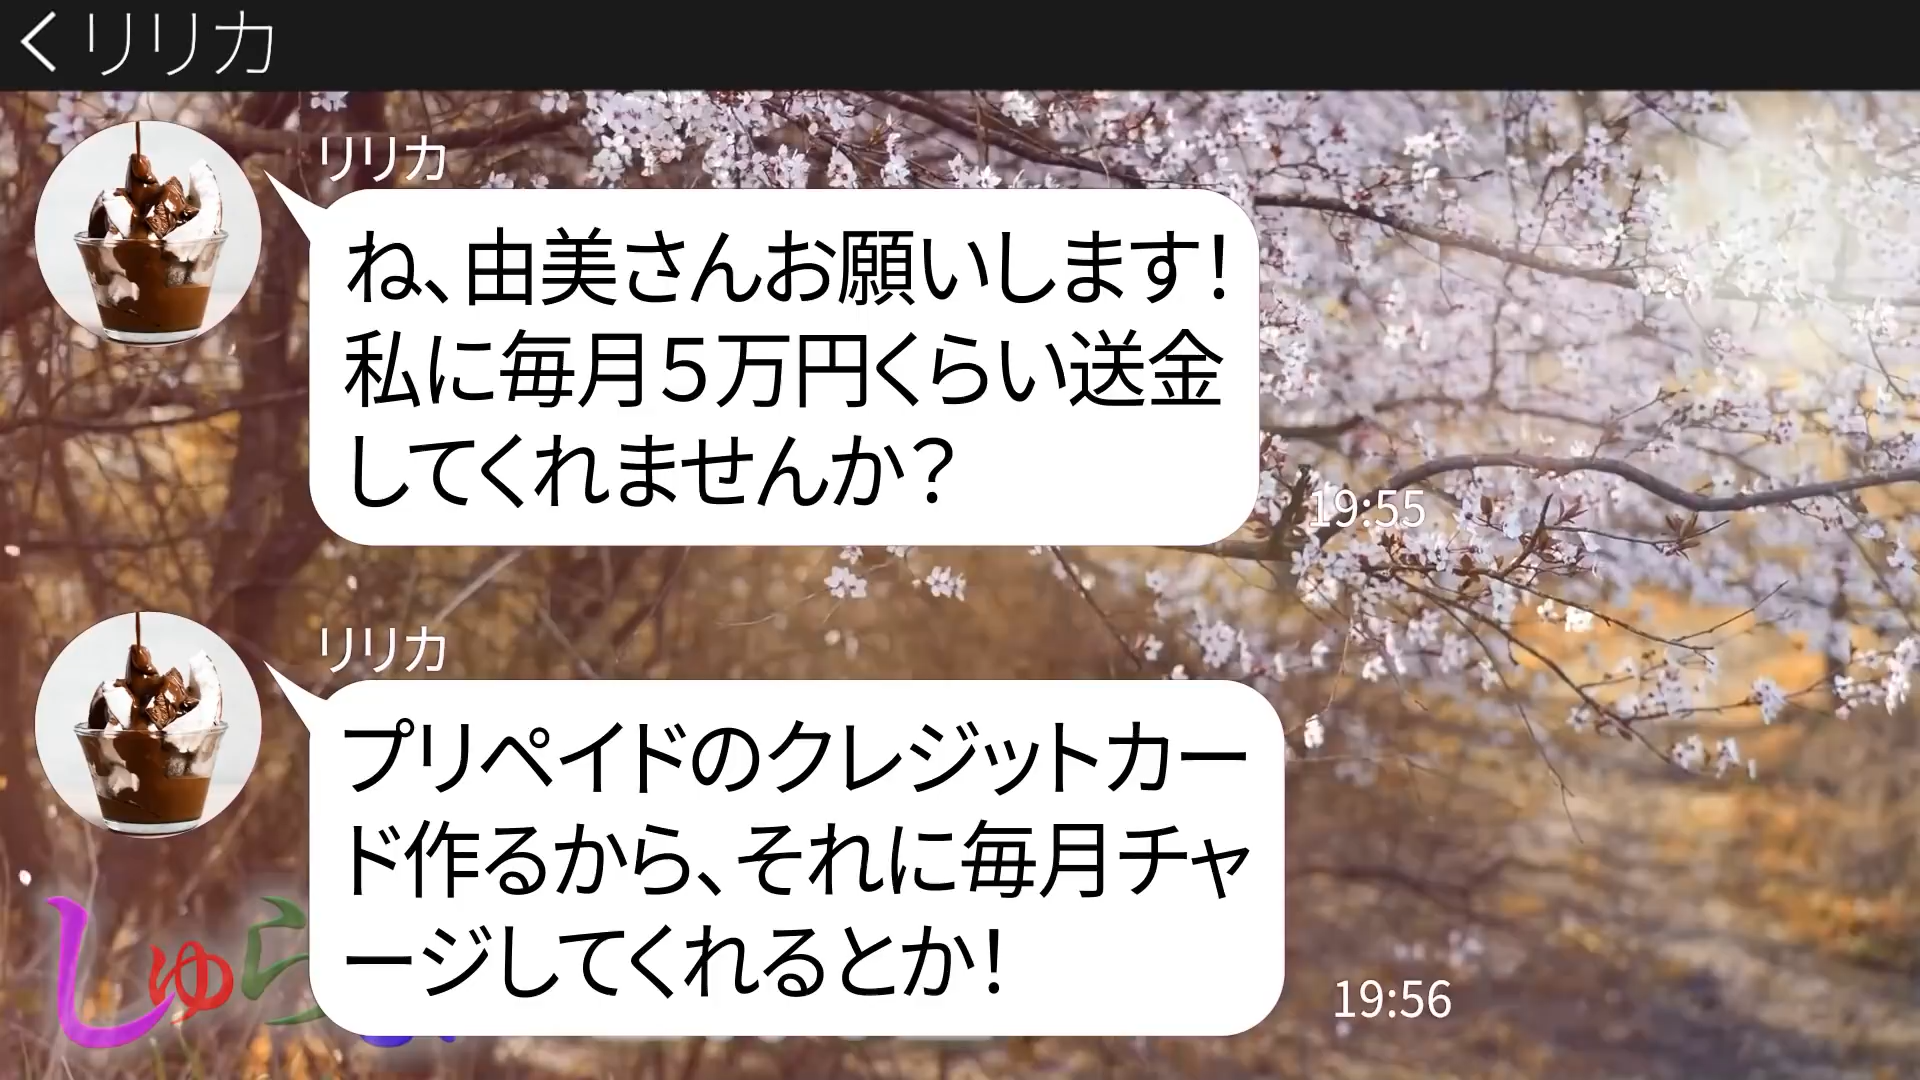 リリカ
リリカ
ね、由美さんお願いします！
私に毎月５万円くらい送金
してくれませんか？
19:55
リリカ
プリペイドのクレジットカー
ド作るから、それに毎月チャ
ージしてくれるとか！
19:56
しゅら